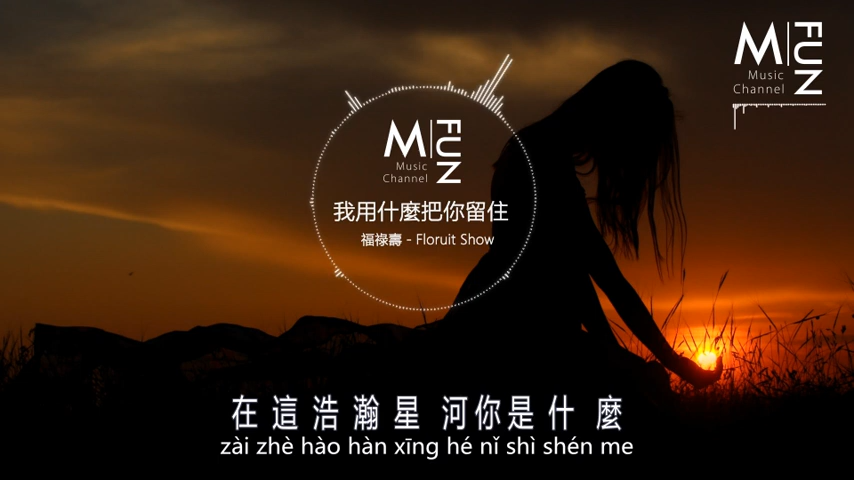 M FUN
Music
Channel
M FUN
Music
Channel
我用什麼把你留住
福祿壽 - Floruit Show
在這浩瀚星 河你是什 麼
zài zhè hào hàn xīng hé nǐ shì shén me